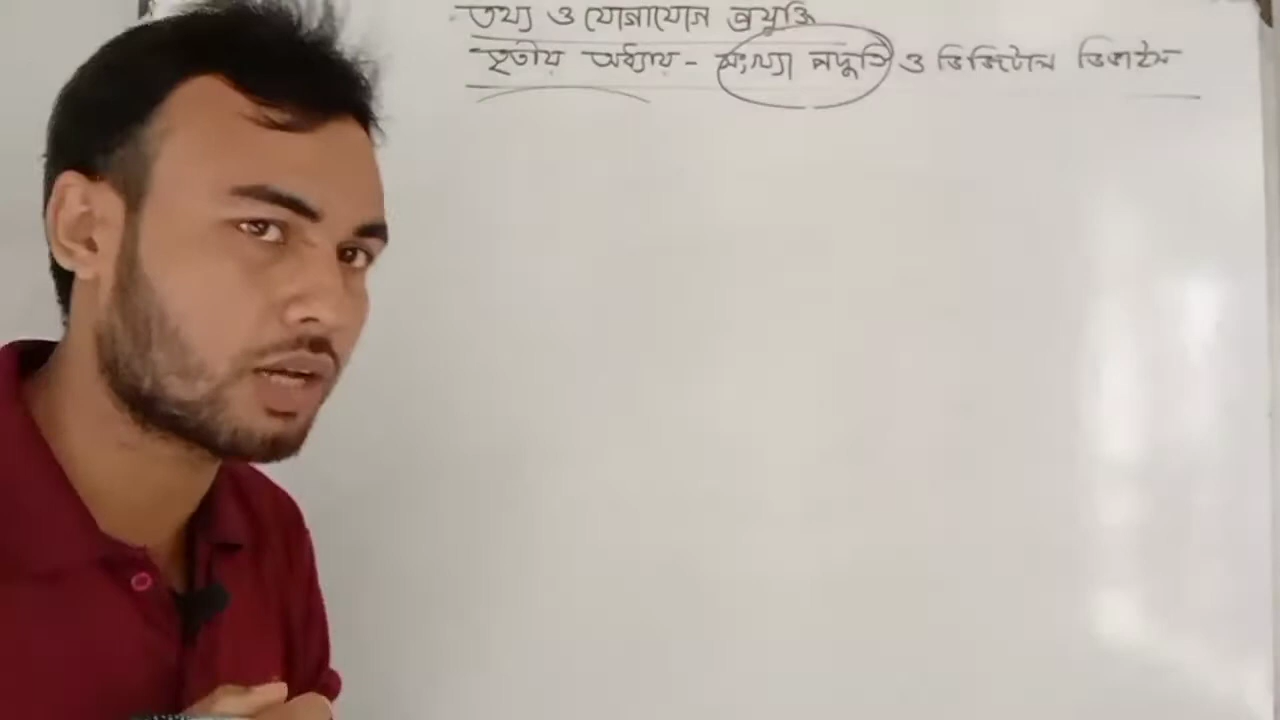 তথ্য ও যোগাযোগ প্রযুক্তি
তৃতীয় অধ্যায় - সংখ্যা পদ্ধতি ও ডিজিটাল ডিভাইস